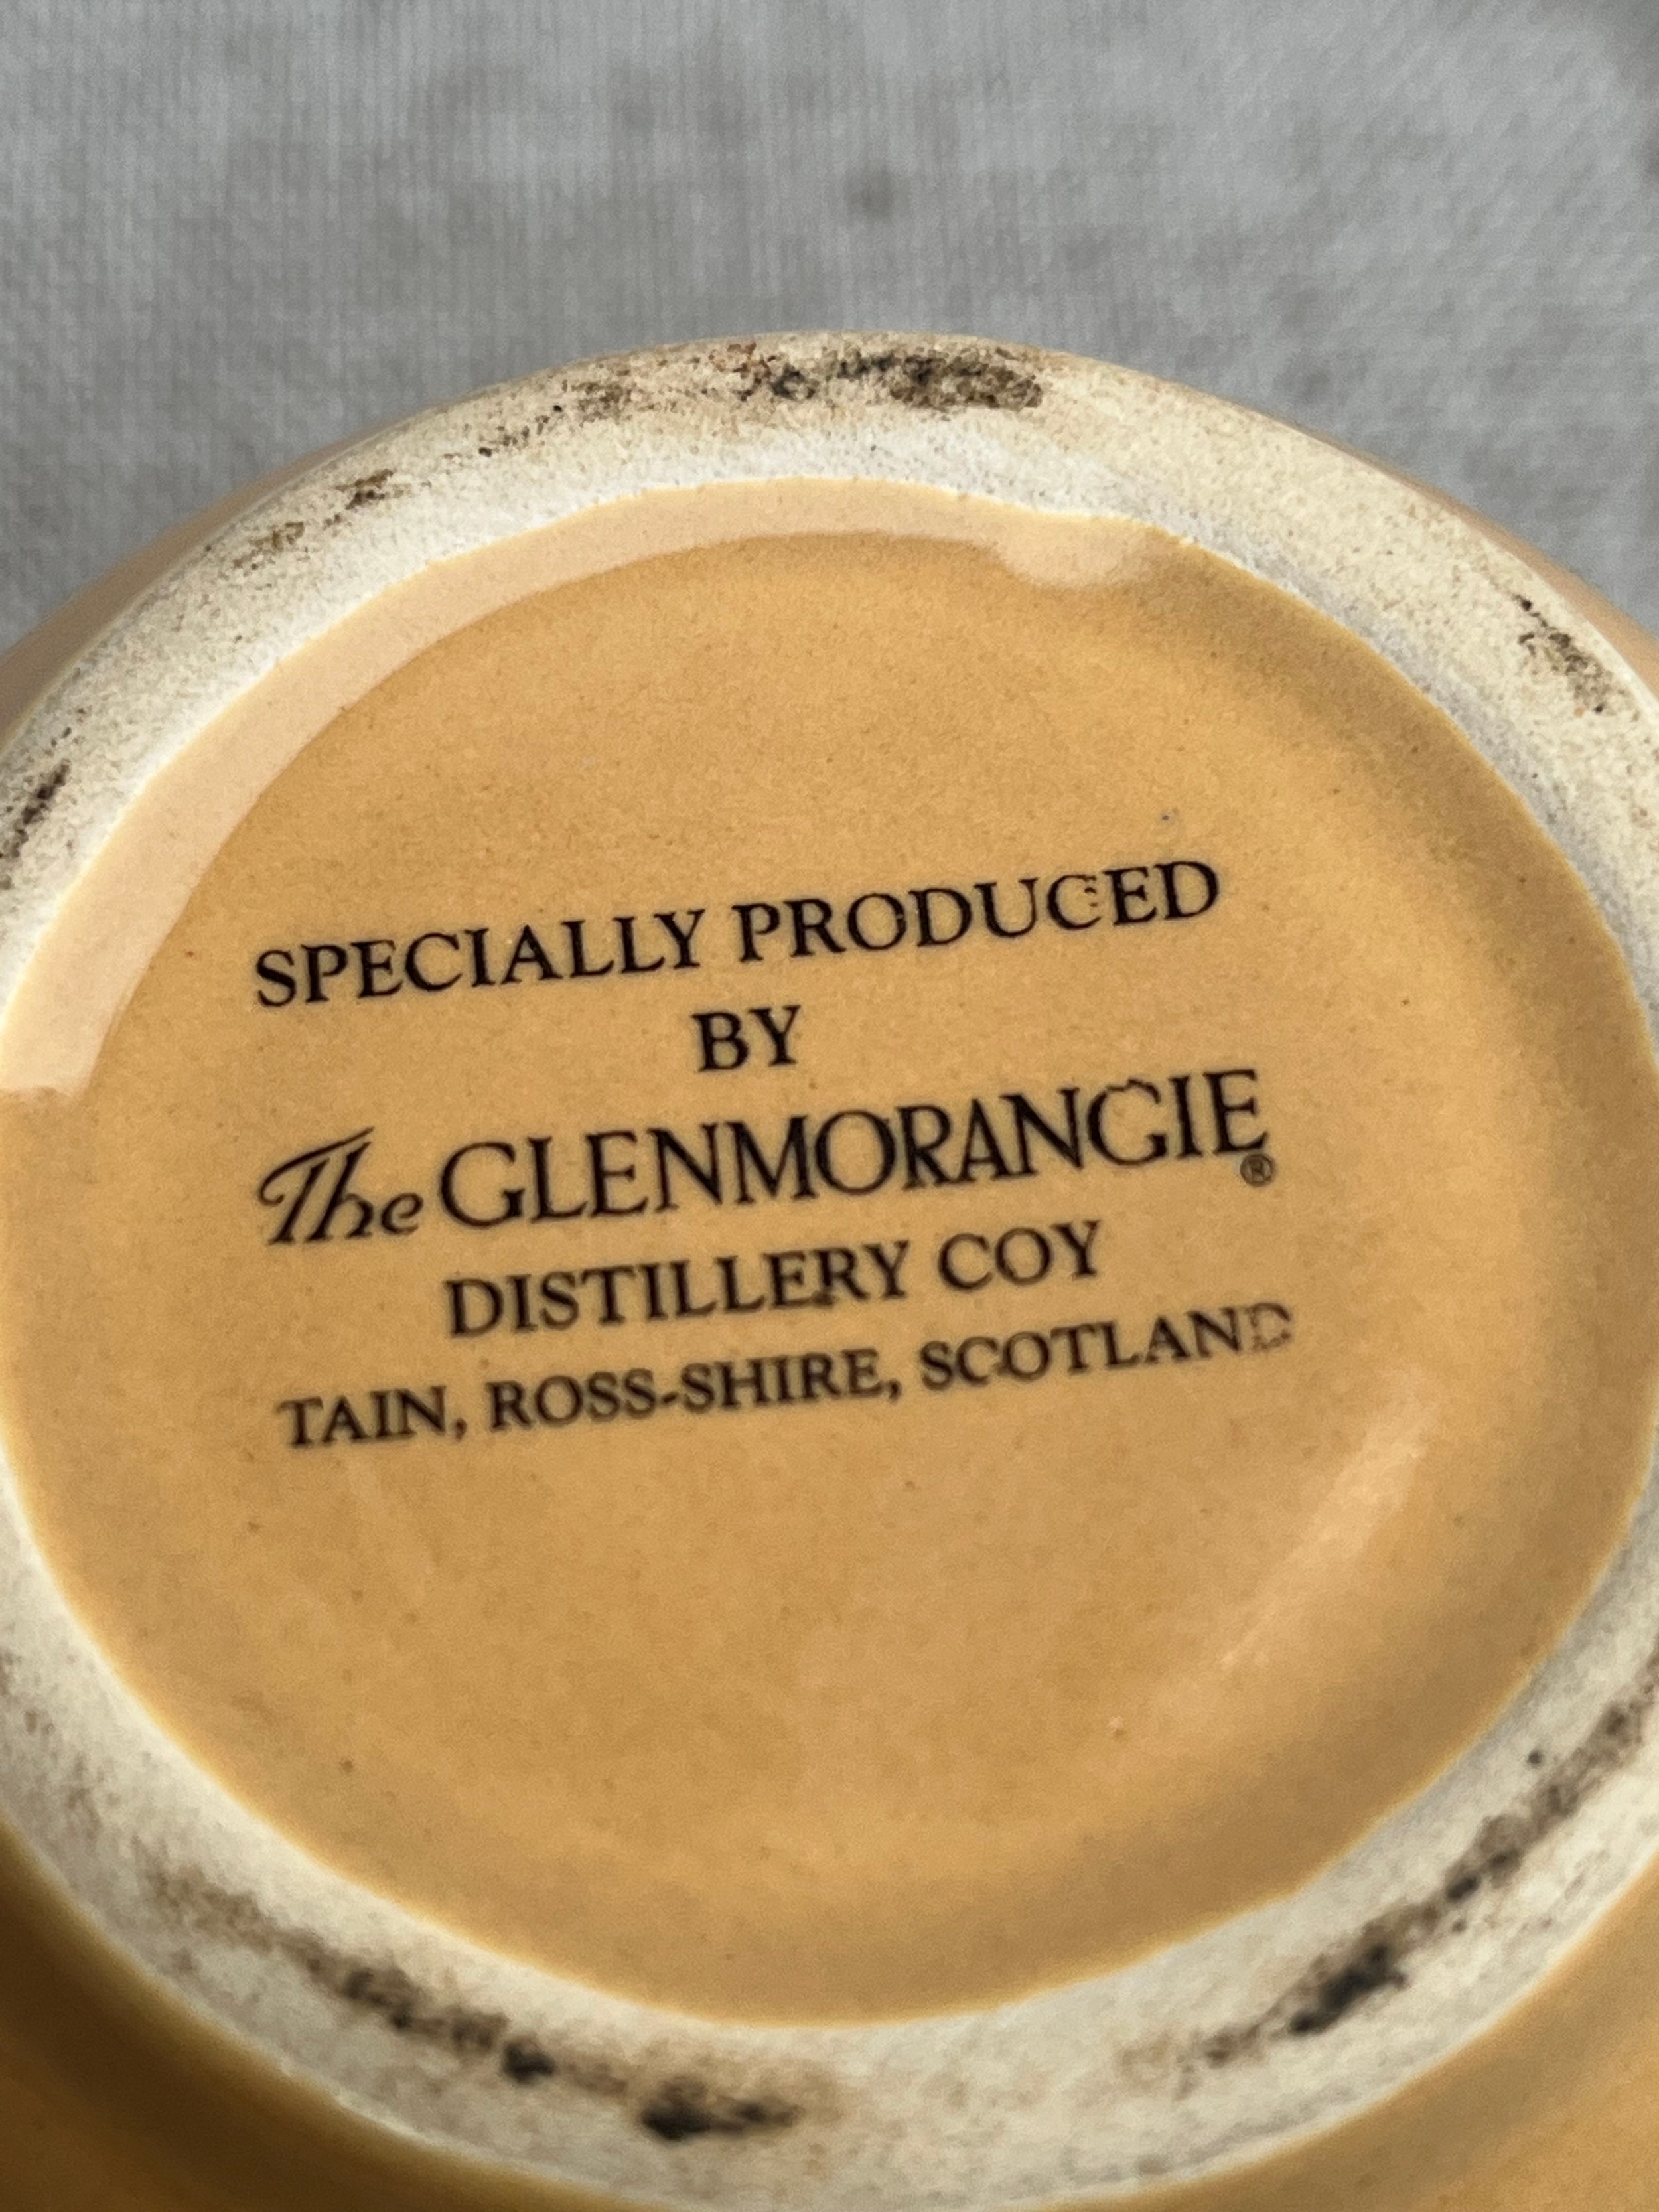 SPECIALLY PRODUCED
BY
The GLENMORANGIE®
DISTILLERY COY
TAIN, ROSS-SHIRE, SCOTLAND